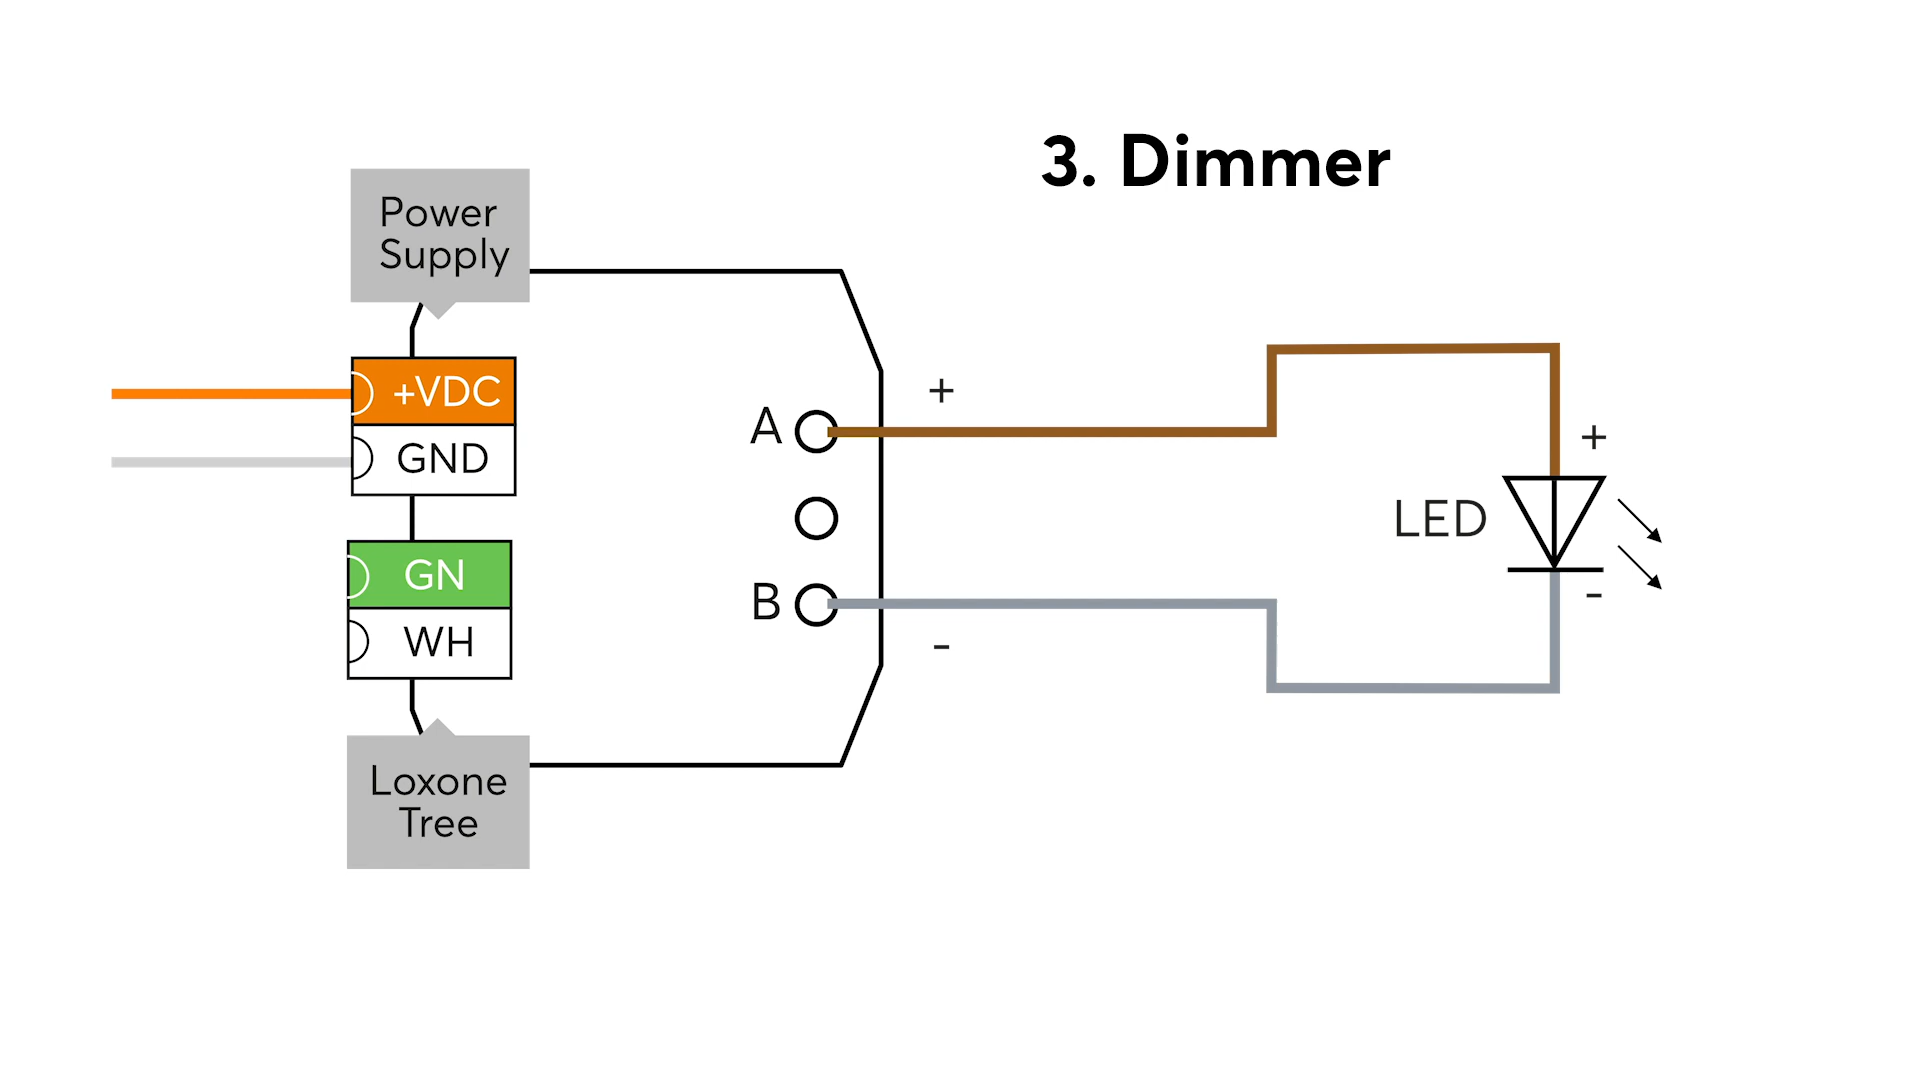 3. Dimmer
Power
Supply
+VDC
GND
GN
WH
Loxone
Tree
A
B
+
-
LED
+
-